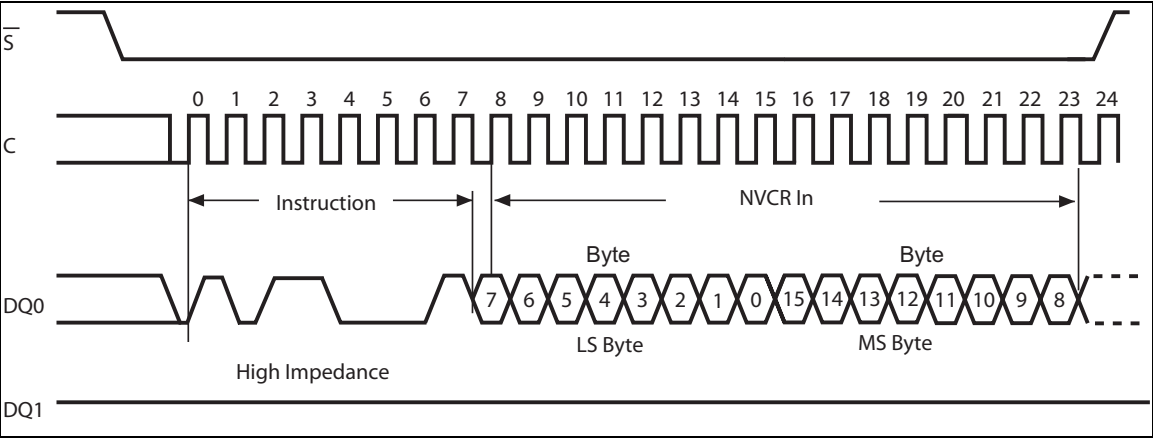 S
0 1 2 3 4 5 6 7 8 9 10 11 12 13 14 15 16 17 18 19 20 21 22 23 24
C
Instruction NVCR In
Byte Byte
DQ0 7 6 5 4 3 2 1 0 15 14 13 12 11 10 9 8
LS Byte MS Byte
High Impedance
DQ1